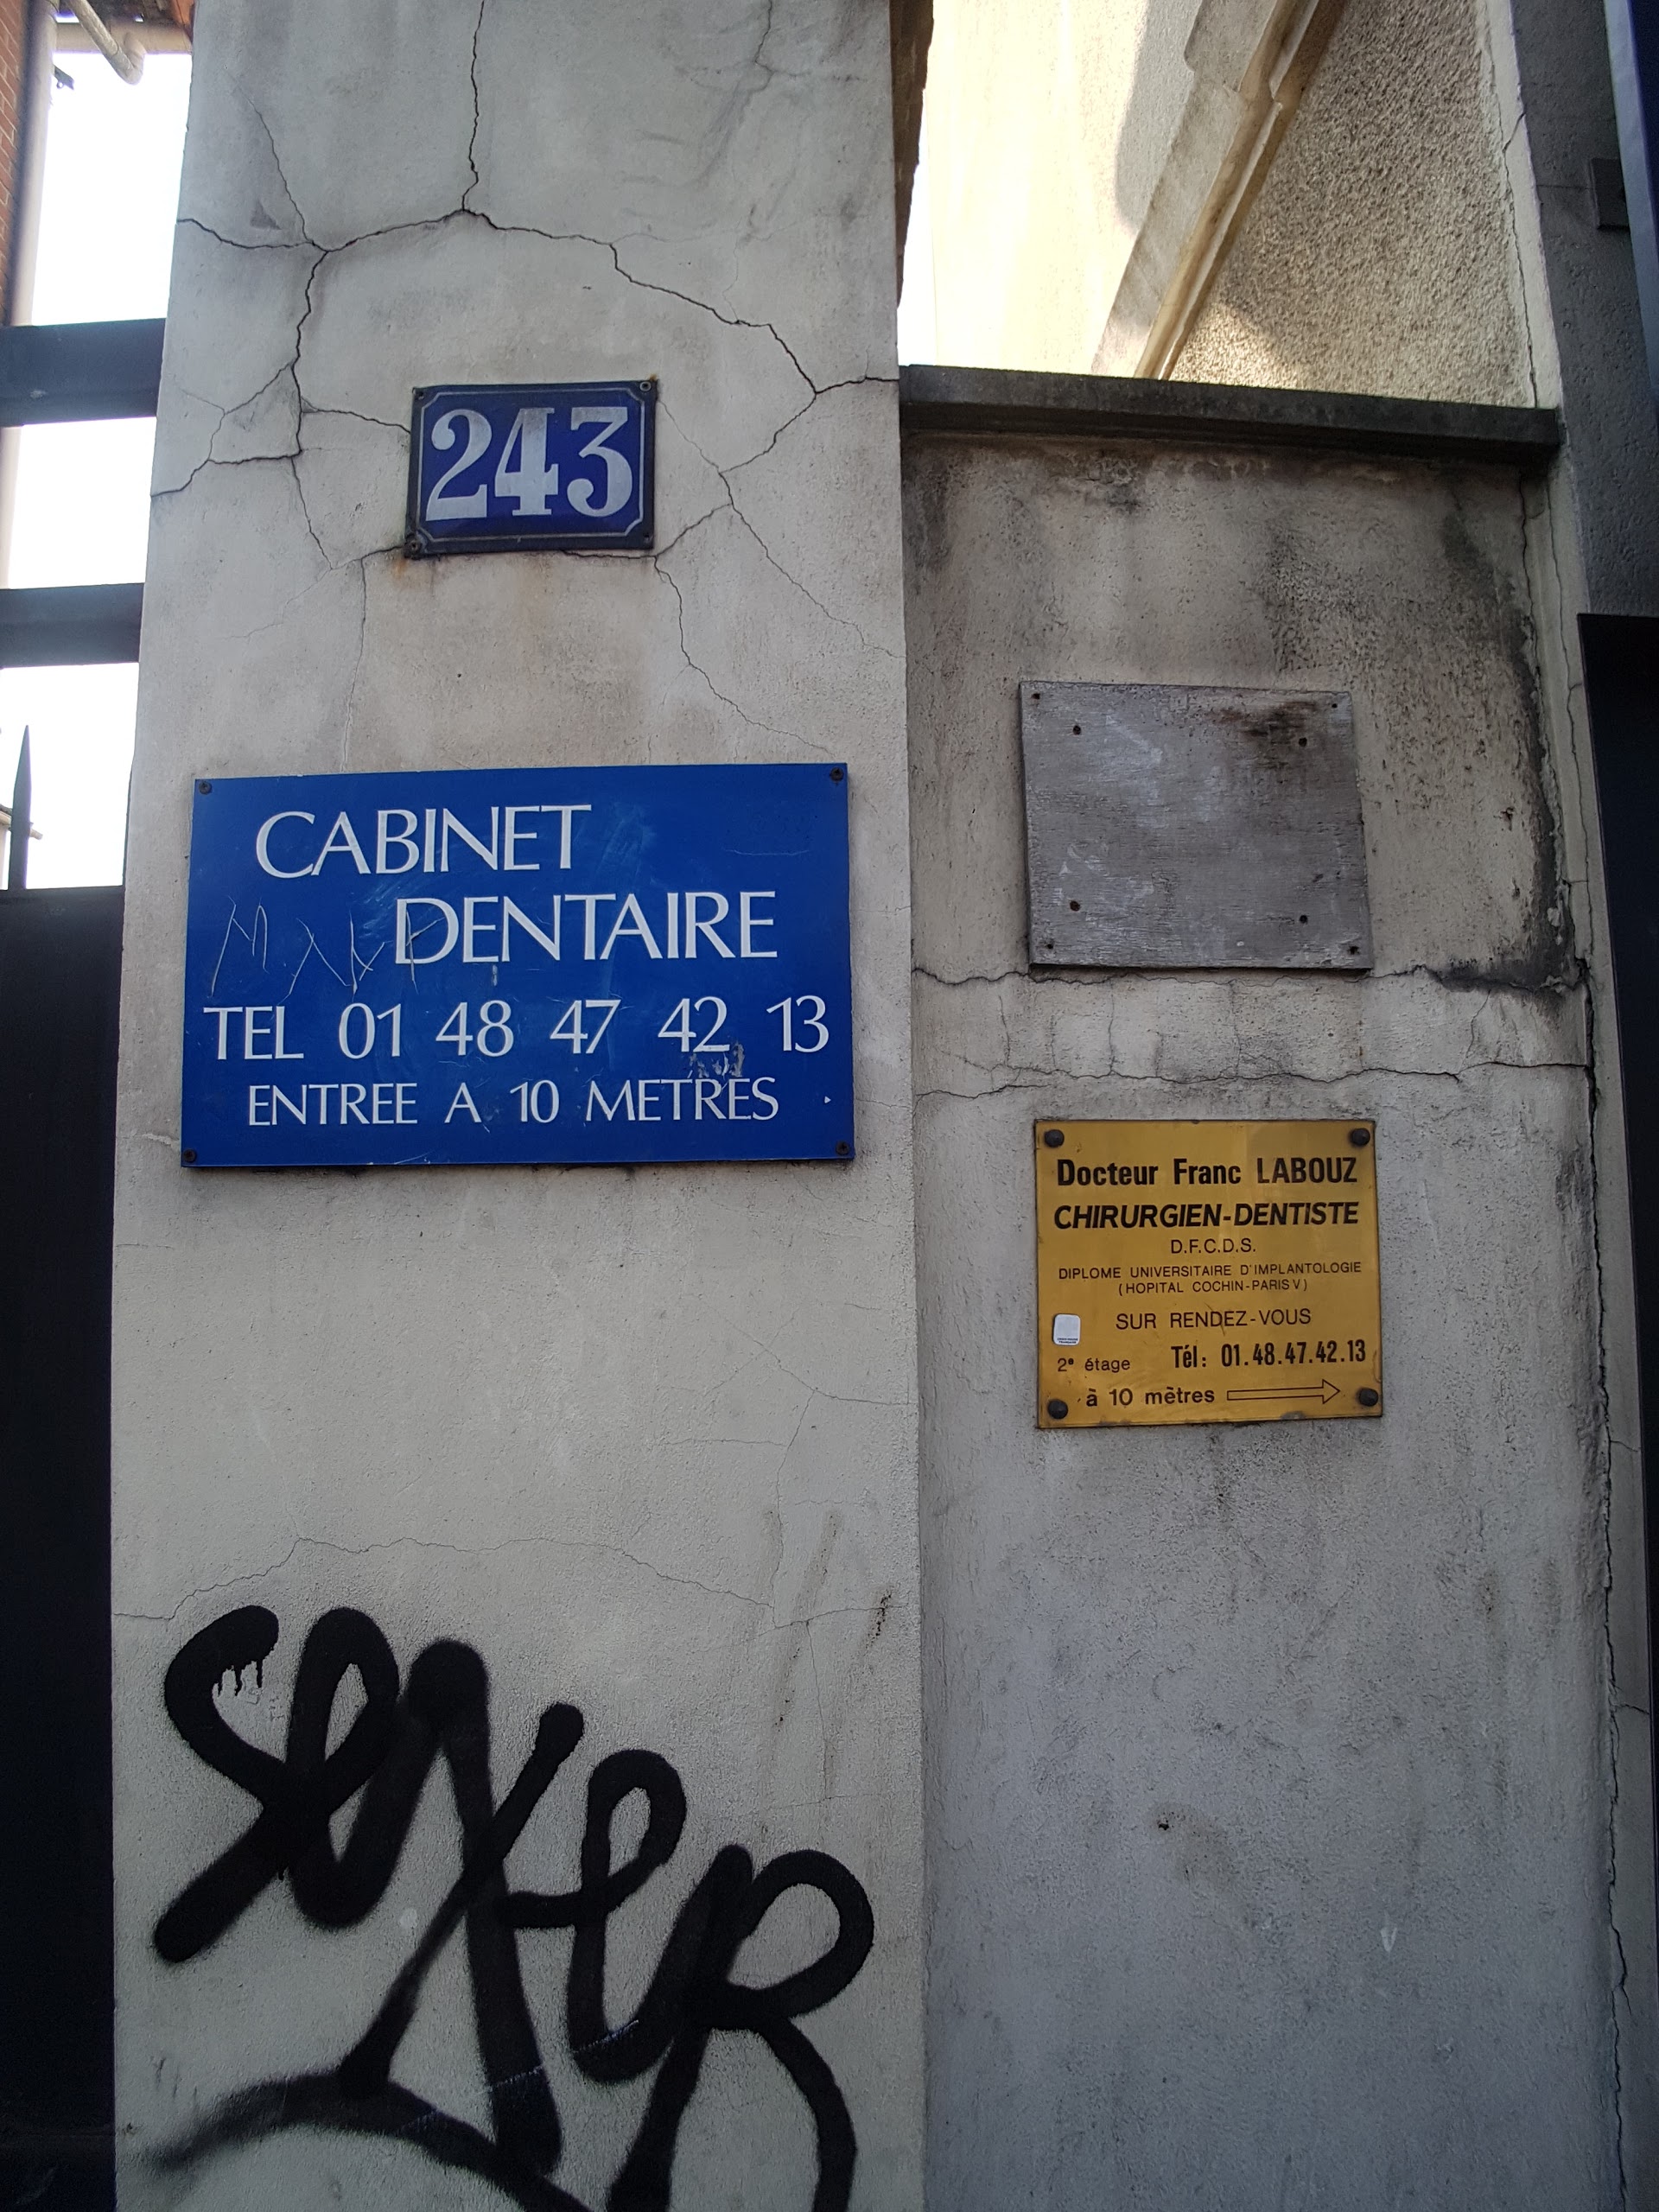 243
CABINET
DENTAIRE
TEL 01 48 47 42 13
ENTREE A 10 METRES
Docteur Franc LABOUZ
CHIRURGIEN-DENTISTE
D.F.C.D.S.
DIPLOME UNIVERSITAIRE D'IMPLANTOLOGIE
(HOPITAL COCHIN-PARIS V)
SUR RENDEZ-VOUS
2e étage Tél: 01.48.47.42.13
à 10 mètres